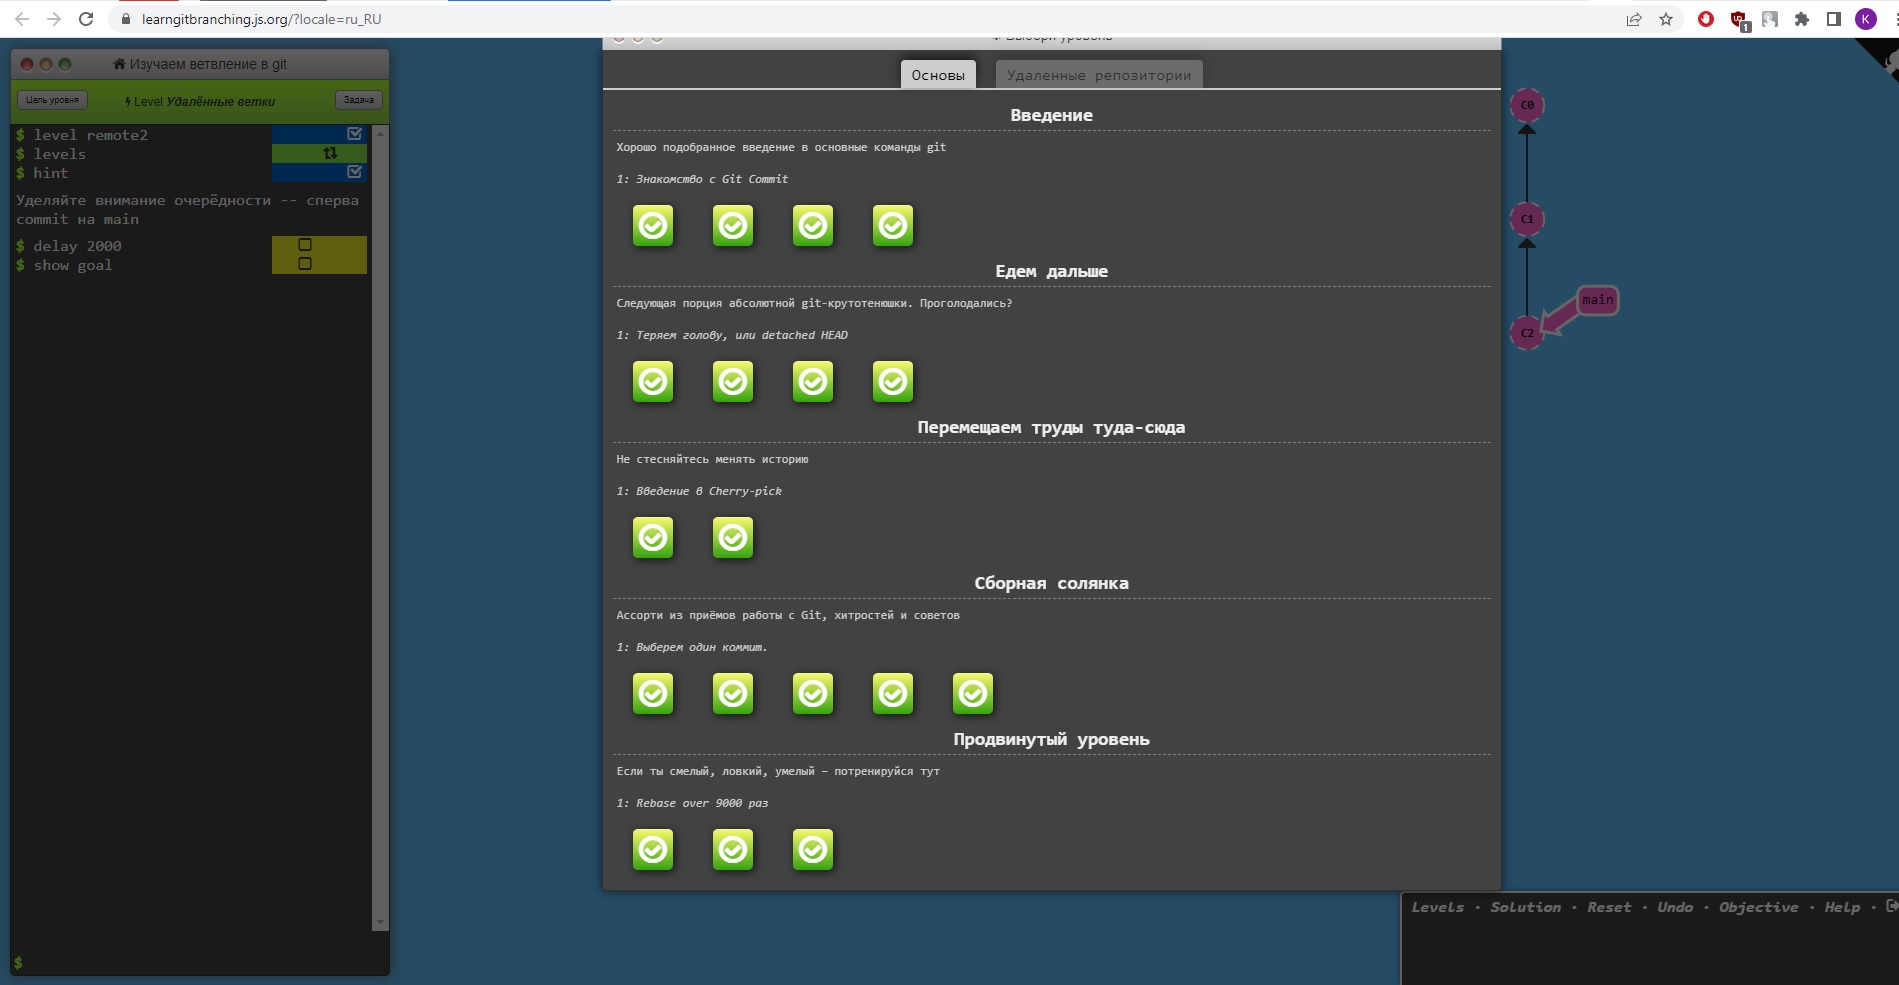 learngitbranching.js.org/?locale=ru_RU
1
K
Изучаем ветвление в git
Цель уровня
Level Удалённые ветки
Задача
$ level remote2
$ levels
$ hint
Уделяйте внимание очерёдности -- сперва
commit на main
$ delay 2000
$ show goal
$
Выбери уровень
Основы
Удаленные репозитории
Введение
Хорошо подобранное введение в основные команды git
1: Знакомство с Git Commit
Едем дальше
Следующая порция абсолютной git-крутотенюшки. Проголодались?
1: Теряем голову, или detached HEAD
Перемещаем труды туда-сюда
Не стесняйтесь менять историю
1: Введение в Cherry-pick
Сборная солянка
Ассорти из приёмов работы с Git, хитростей и советов
1: Выберем один коммит.
Продвинутый уровень
Если ты смелый, ловкий, умелый – потренируйся тут
1: Rebase over 9000 раз
C0
C1
main
C2
Levels · Solution · Reset · Undo · Objective · Help ·